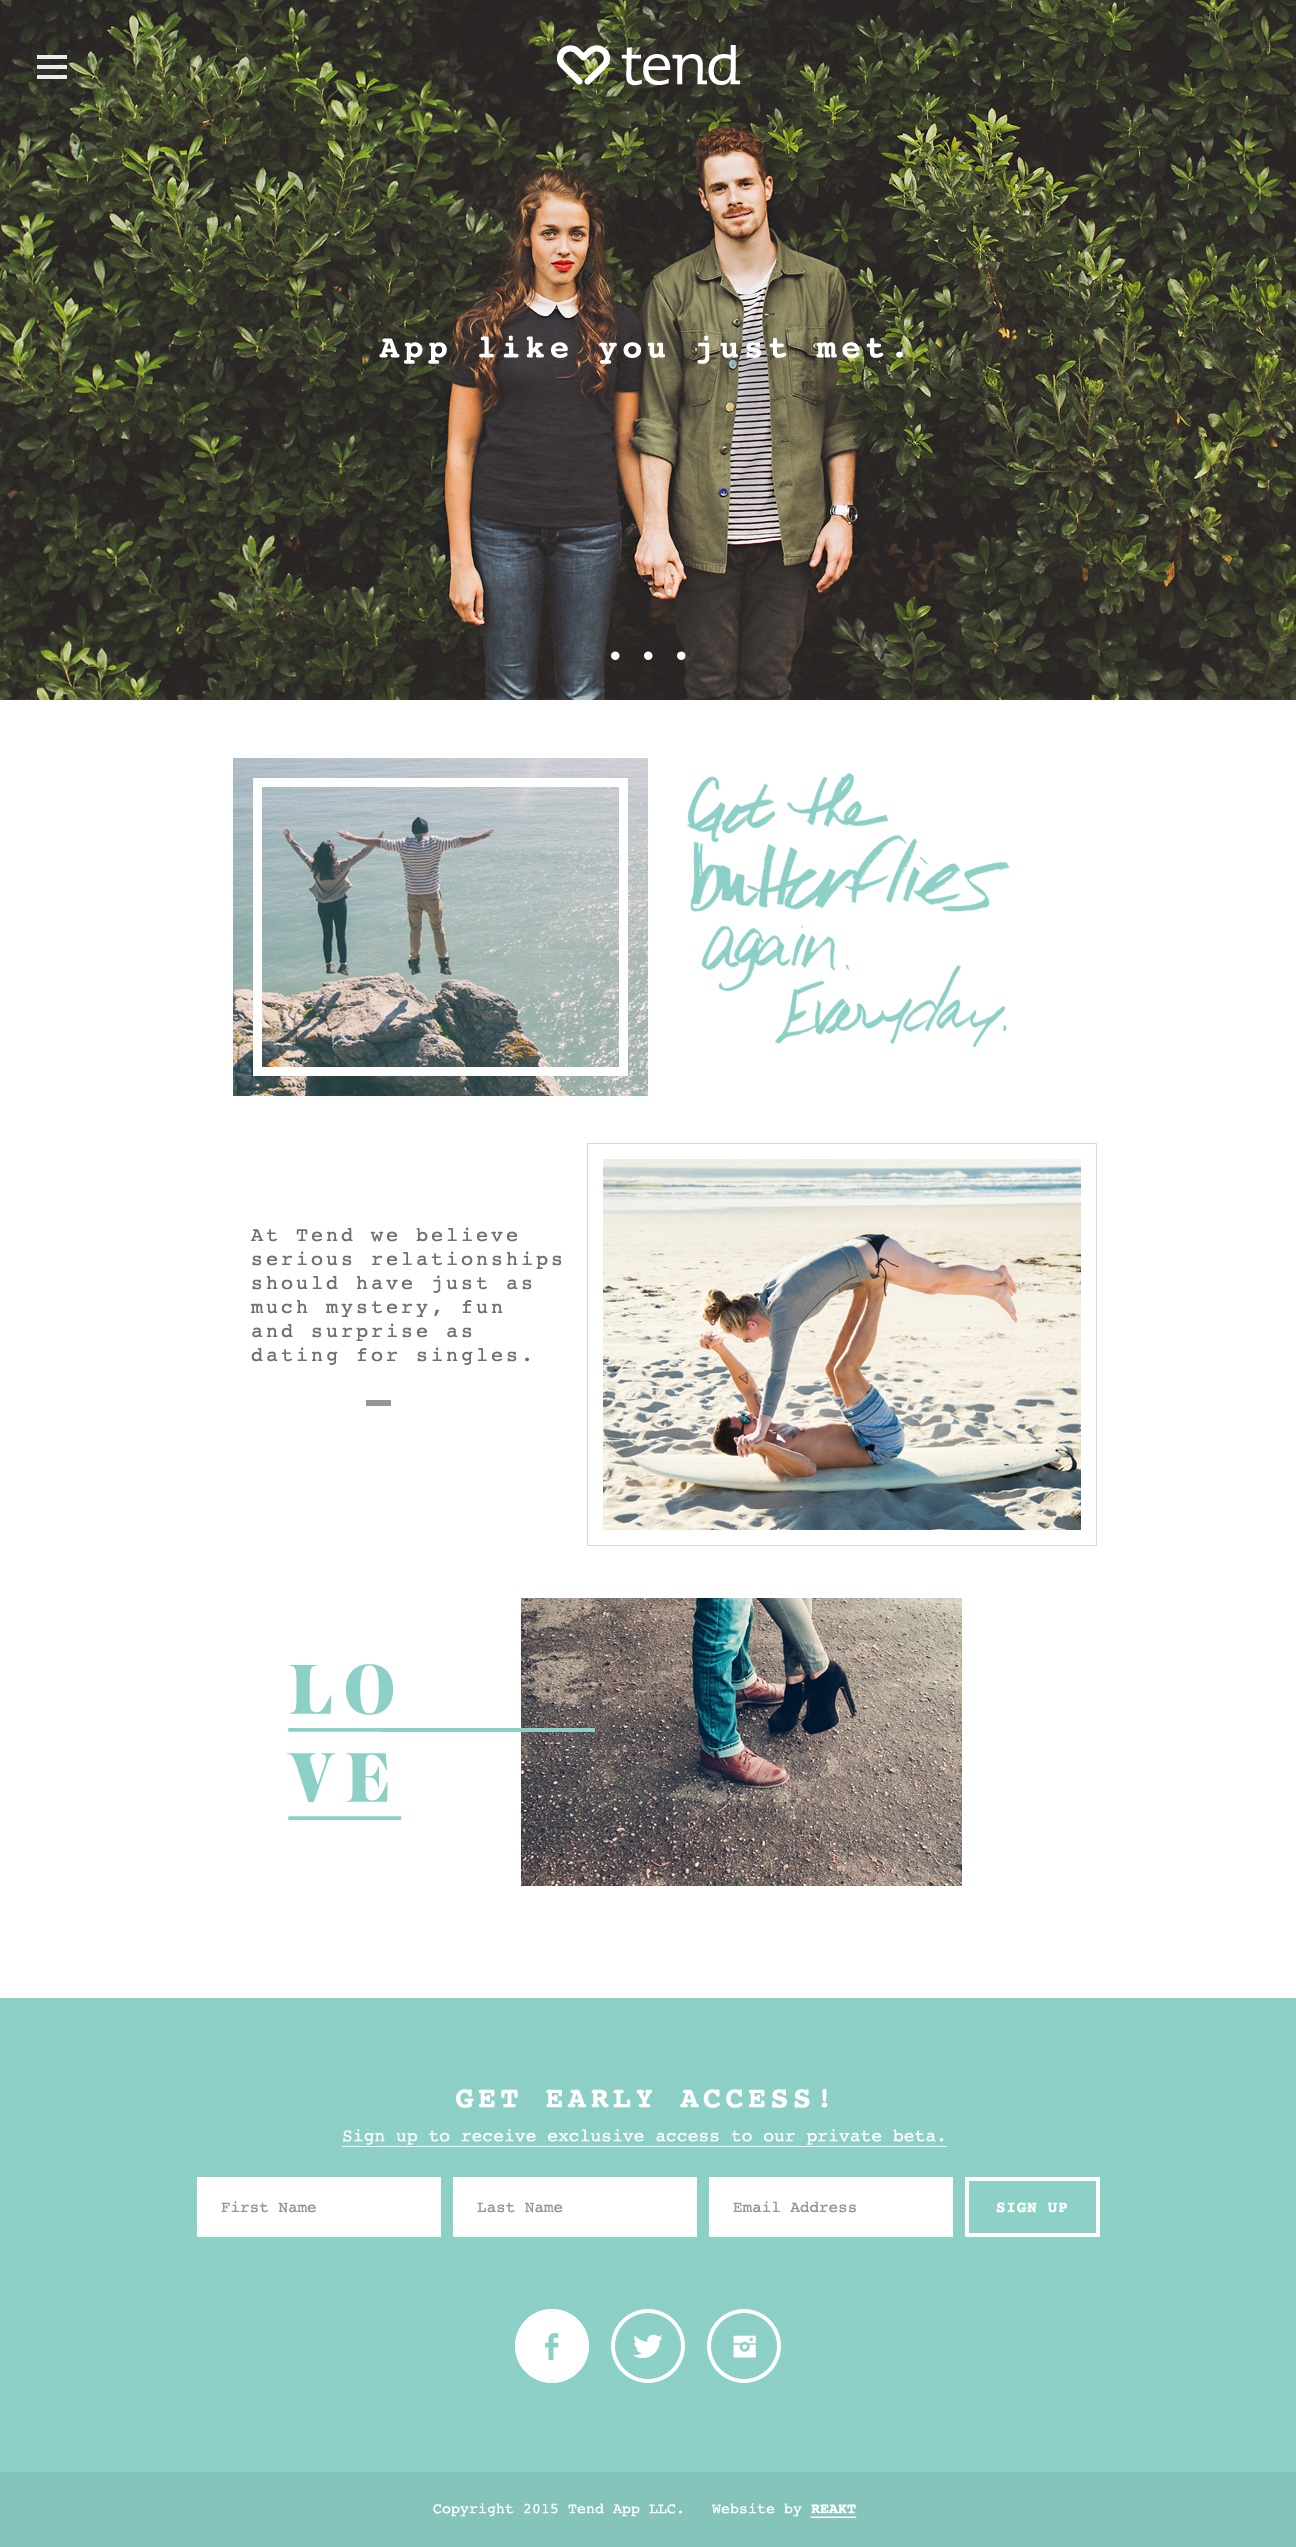 tend
App like you just met.
Got the
butterflies
again.
Everyday.
At Tend we believe
serious relationships
should have just as
much mystery, fun
and surprise as
dating for singles.
LO
VE
GET EARLY ACCESS!
Sign up to receive exclusive access to our private beta.
First Name Last Name Email Address SIGN UP
Copyright 2015 Tend App LLC. Website by REAKT